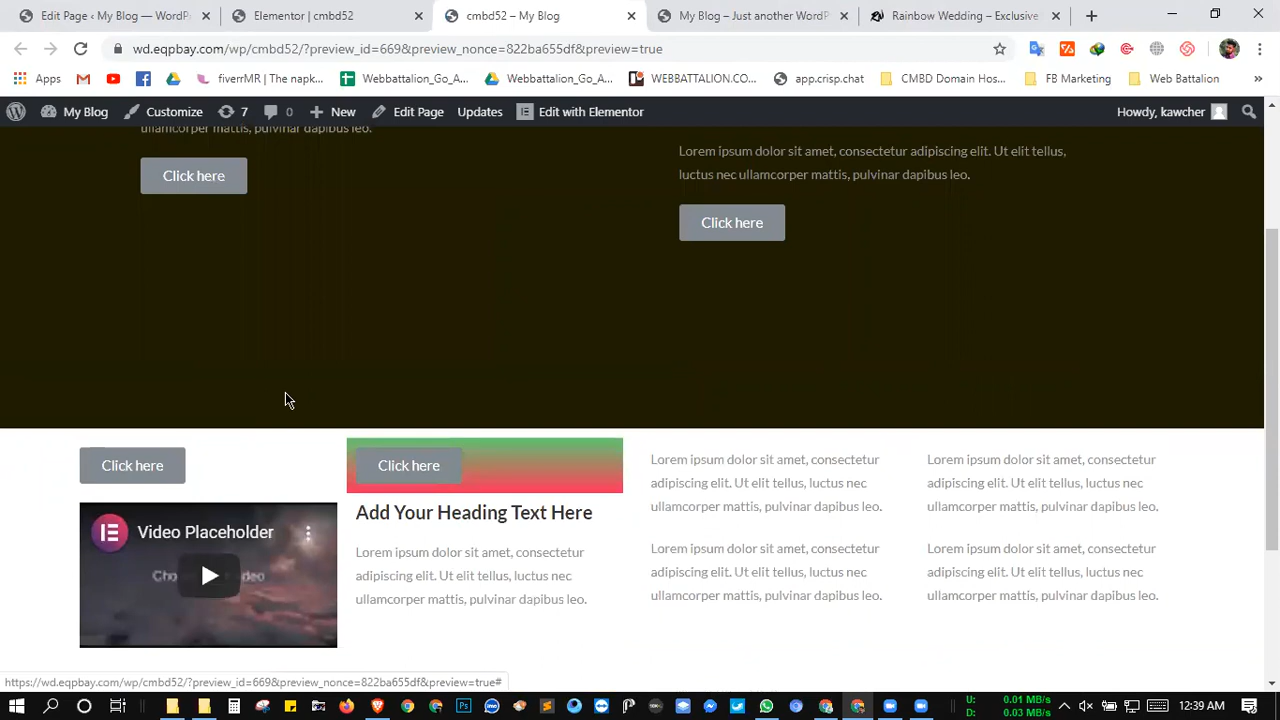 Edit Page ‹ My Blog — WordP
Elementor | cmbd52
cmbd52 – My Blog
My Blog – Just another WordP
Rainbow Wedding – Exclusive
wd.eqpbay.com/wp/cmbd52/?preview_id=669&preview_nonce=822ba655df&preview=true
Apps
fiverrMR | The napk...
Webbattalion_Go_A...
Webbattalion_Go_A...
WEBBATTALION.CO...
app.crisp.chat
CMBD Domain Hos...
FB Marketing
Web Battalion
»
My Blog
Customize
7
0
New
Edit Page
Updates
Edit with Elementor
Howdy, kawcher
ullamcorper mattis, pulvinar dapibus leo.
Click here
Lorem ipsum dolor sit amet, consectetur adipiscing elit. Ut elit tellus,
luctus nec ullamcorper mattis, pulvinar dapibus leo.
Click here
Click here
Video Placeholder
Click here
Add Your Heading Text Here
Lorem ipsum dolor sit amet, consectetur
adipiscing elit. Ut elit tellus, luctus nec
ullamcorper mattis, pulvinar dapibus leo.
Lorem ipsum dolor sit amet, consectetur
adipiscing elit. Ut elit tellus, luctus nec
ullamcorper mattis, pulvinar dapibus leo.
Lorem ipsum dolor sit amet, consectetur
adipiscing elit. Ut elit tellus, luctus nec
ullamcorper mattis, pulvinar dapibus leo.
Lorem ipsum dolor sit amet, consectetur
adipiscing elit. Ut elit tellus, luctus nec
ullamcorper mattis, pulvinar dapibus leo.
Lorem ipsum dolor sit amet, consectetur
adipiscing elit. Ut elit tellus, luctus nec
ullamcorper mattis, pulvinar dapibus leo.
https://wd.eqpbay.com/wp/cmbd52/?preview_id=669&preview_nonce=822ba655df&preview=true#
U: 0.01 MB/s
D: 0.03 MB/s
12:39 AM